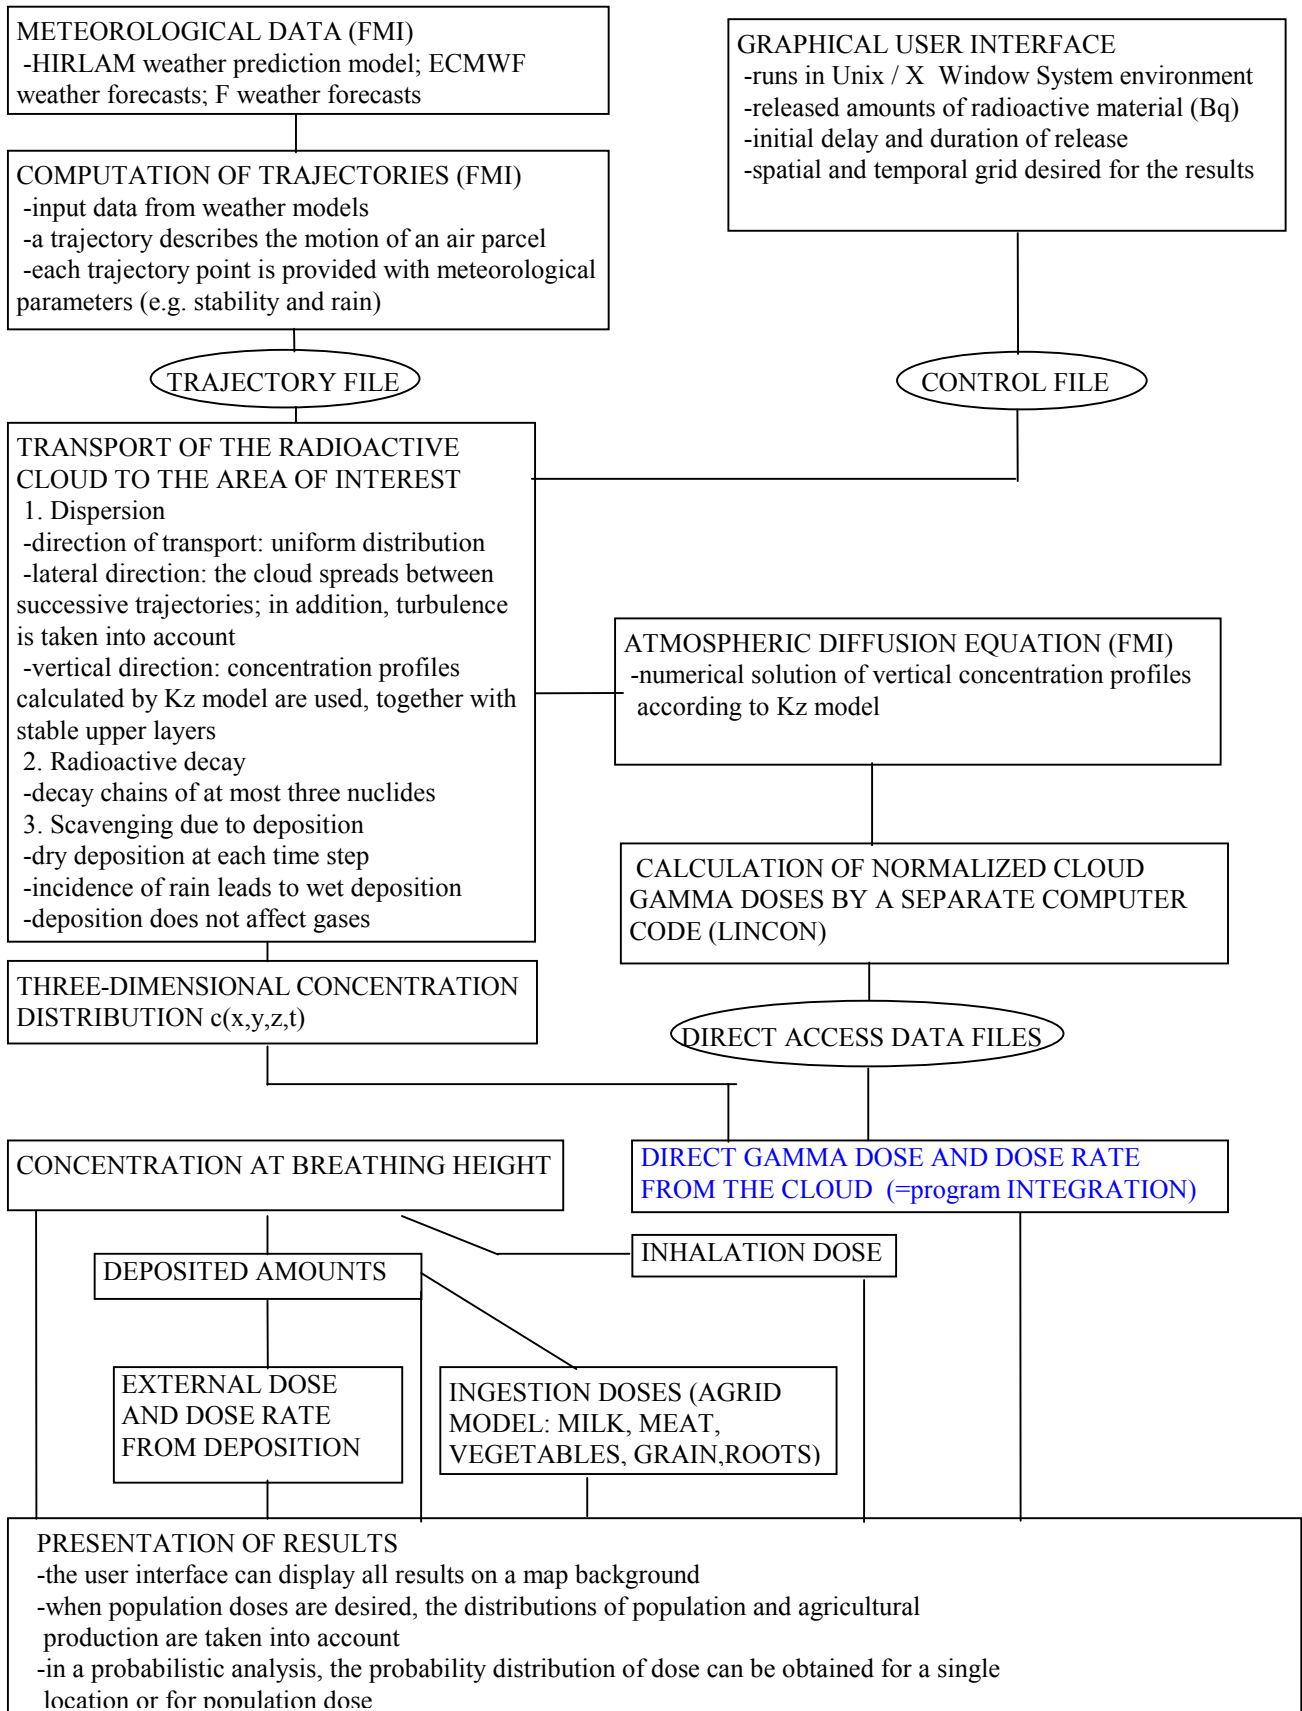 METEOROLOGICAL DATA (FMI)
-HIRLAM weather prediction model; ECMWF
weather forecasts; F weather forecasts
GRAPHICAL USER INTERFACE
-runs in Unix / X Window System environment
-released amounts of radioactive material (Bq)
-initial delay and duration of release
-spatial and temporal grid desired for the results
COMPUTATION OF TRAJECTORIES (FMI)
-input data from weather models
-a trajectory describes the motion of an air parcel
-each trajectory point is provided with meteorological
parameters (e.g. stability and rain)
TRAJECTORY FILE
CONTROL FILE
TRANSPORT OF THE RADIOACTIVE
CLOUD TO THE AREA OF INTEREST
1. Dispersion
-direction of transport: uniform distribution
-lateral direction: the cloud spreads between
successive trajectories; in addition, turbulence
is taken into account
-vertical direction: concentration profiles
calculated by Kz model are used, together with
stable upper layers
2. Radioactive decay
-decay chains of at most three nuclides
3. Scavenging due to deposition
-dry deposition at each time step
-incidence of rain leads to wet deposition
-deposition does not affect gases
ATMOSPHERIC DIFFUSION EQUATION (FMI)
-numerical solution of vertical concentration profiles
according to Kz model
CALCULATION OF NORMALIZED CLOUD
GAMMA DOSES BY A SEPARATE COMPUTER
CODE (LINCON)
THREE-DIMENSIONAL CONCENTRATION
DISTRIBUTION c(x,y,z,t)
DIRECT ACCESS DATA FILES
CONCENTRATION AT BREATHING HEIGHT
DIRECT GAMMA DOSE AND DOSE RATE
FROM THE CLOUD (=program INTEGRATION)
INHALATION DOSE
DEPOSITED AMOUNTS
EXTERNAL DOSE
AND DOSE RATE
FROM DEPOSITION
INGESTION DOSES (AGRID
MODEL: MILK, MEAT,
VEGETABLES, GRAIN,ROOTS)
PRESENTATION OF RESULTS
-the user interface can display all results on a map background
-when population doses are desired, the distributions of population and agricultural
production are taken into account
-in a probabilistic analysis, the probability distribution of dose can be obtained for a single
location or for population dose